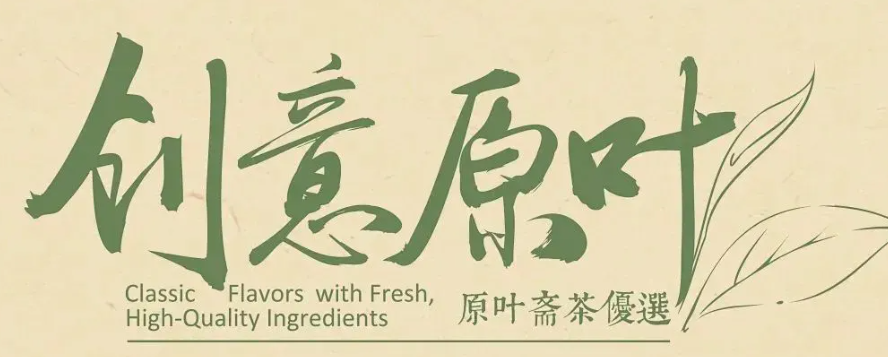 创意原叶
Classic Flavors with Fresh,
High-Quality Ingredients
原叶斋茶優選